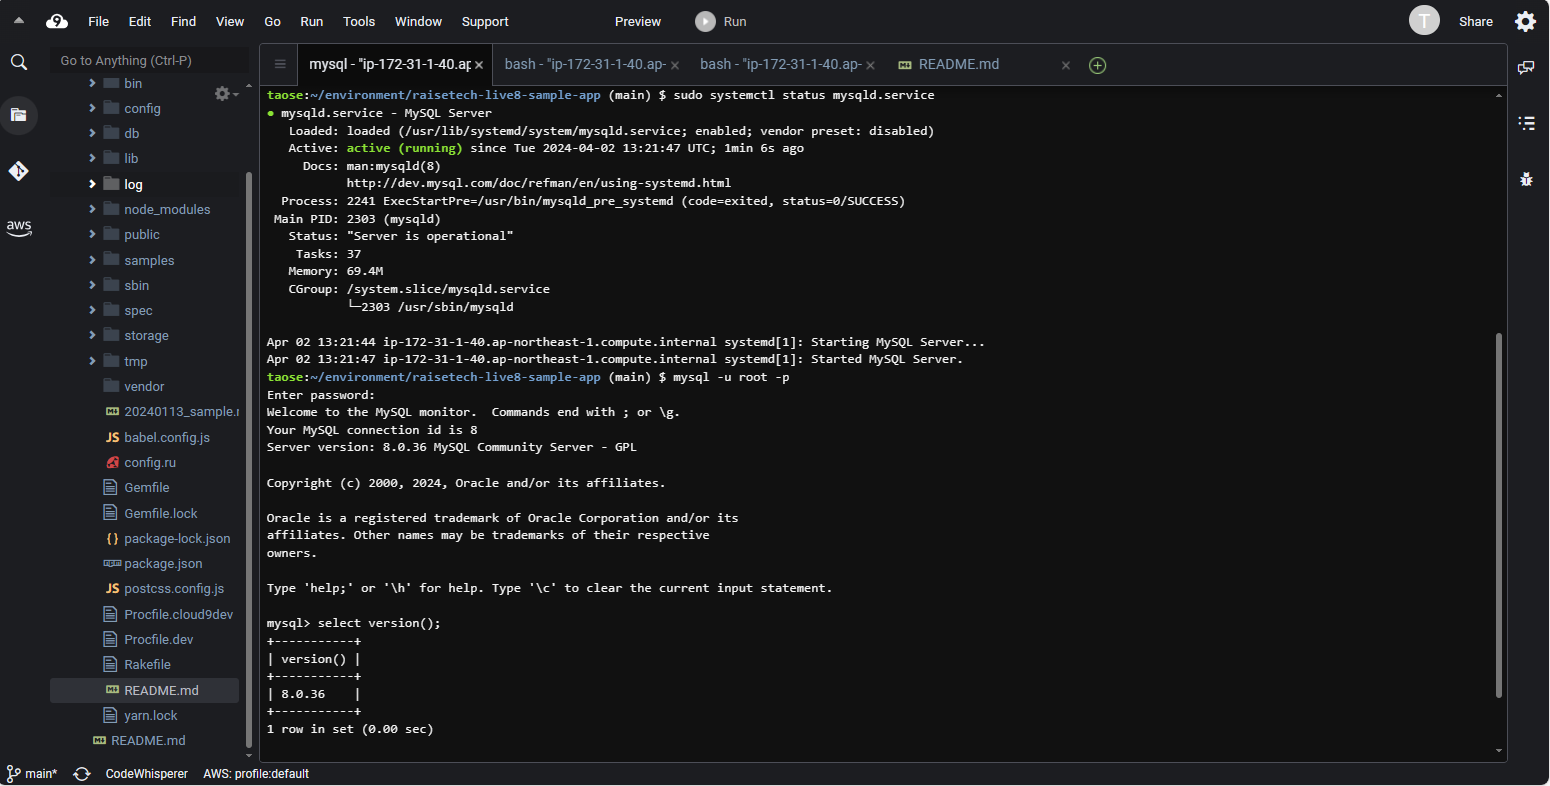 File Edit Find View Go Run Tools Window Support Preview Run T Share
Go to Anything (Ctrl-P)
bin
config
db
lib
log
node_modules
public
samples
sbin
spec
storage
tmp
vendor
20240113_sample.r
JS babel.config.js
config.ru
Gemfile
Gemfile.lock
{} package-lock.json
package.json
JS postcss.config.js
Procfile.cloud9dev
Procfile.dev
Rakefile
README.md
yarn.lock
README.md
aws
mysql - "ip-172-31-1-40.ap
bash - "ip-172-31-1-40.ap-
bash - "ip-172-31-1-40.ap-
README.md
taose:~/environment/raisetech-live8-sample-app (main) $ sudo systemctl status mysqld.service
● mysqld.service - MySQL Server
Loaded: loaded (/usr/lib/systemd/system/mysqld.service; enabled; vendor preset: disabled)
Active: active (running) since Tue 2024-04-02 13:21:47 UTC; 1min 6s ago
Docs: man:mysqld(8)
http://dev.mysql.com/doc/refman/en/using-systemd.html
Process: 2241 ExecStartPre=/usr/bin/mysqld_pre_systemd (code=exited, status=0/SUCCESS)
Main PID: 2303 (mysqld)
Status: "Server is operational"
Tasks: 37
Memory: 69.4M
CGroup: /system.slice/mysqld.service
└─2303 /usr/sbin/mysqld
Apr 02 13:21:44 ip-172-31-1-40.ap-northeast-1.compute.internal systemd[1]: Starting MySQL Server...
Apr 02 13:21:47 ip-172-31-1-40.ap-northeast-1.compute.internal systemd[1]: Started MySQL Server.
taose:~/environment/raisetech-live8-sample-app (main) $ mysql -u root -p
Enter password:
Welcome to the MySQL monitor.  Commands end with ; or \g.
Your MySQL connection id is 8
Server version: 8.0.36 MySQL Community Server - GPL
Copyright (c) 2000, 2024, Oracle and/or its affiliates.
Oracle is a registered trademark of Oracle Corporation and/or its
affiliates. Other names may be trademarks of their respective
owners.
Type 'help;' or '\h' for help. Type '\c' to clear the current input statement.
mysql> select version();
+-----------+
| version() |
+-----------+
| 8.0.36    |
+-----------+
1 row in set (0.00 sec)
main* CodeWhisperer AWS: profile:default